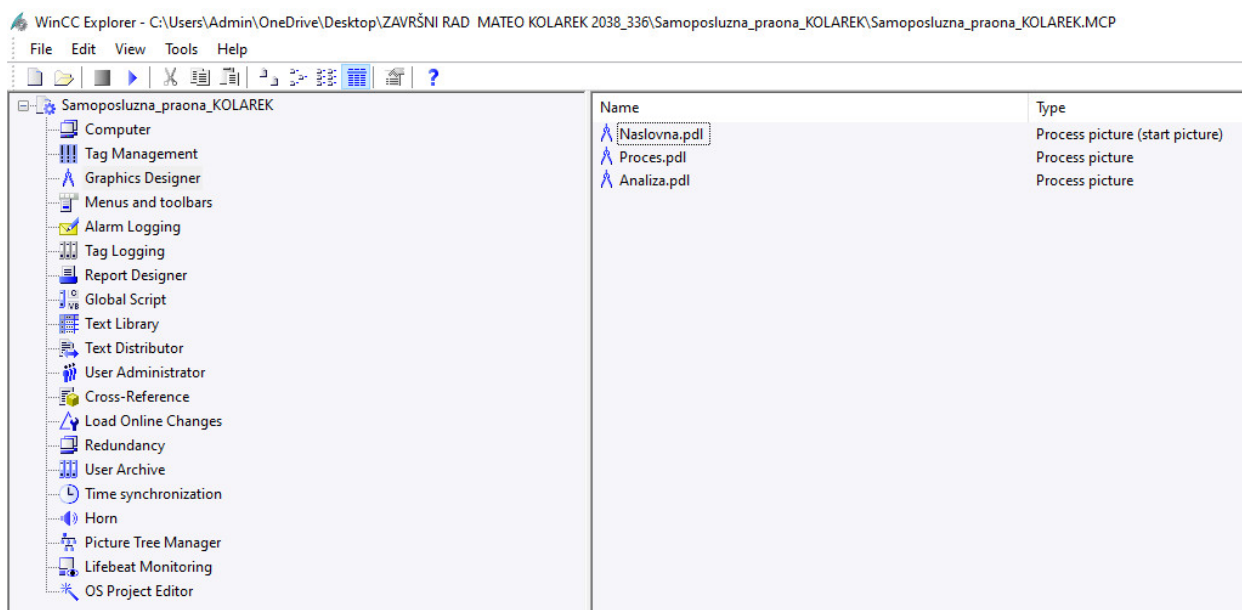 WinCC Explorer - C:\Users\Admin\OneDrive\Desktop\ZAVRŠNI RAD  MATEO KOLAREK 2038_336\Samoposluzna_praona_KOLAREK\Samoposluzna_praona_KOLAREK.MCP
File Edit View Tools Help
Samoposluzna_praona_KOLAREK
Computer
Tag Management
Graphics Designer
Menus and toolbars
Alarm Logging
Tag Logging
Report Designer
Global Script
Text Library
Text Distributor
User Administrator
Cross-Reference
Load Online Changes
Redundancy
User Archive
Time synchronization
Horn
Picture Tree Manager
Lifebeat Monitoring
OS Project Editor
Name Type
Naslovna.pdl Process picture (start picture)
Proces.pdl Process picture
Analiza.pdl Process picture